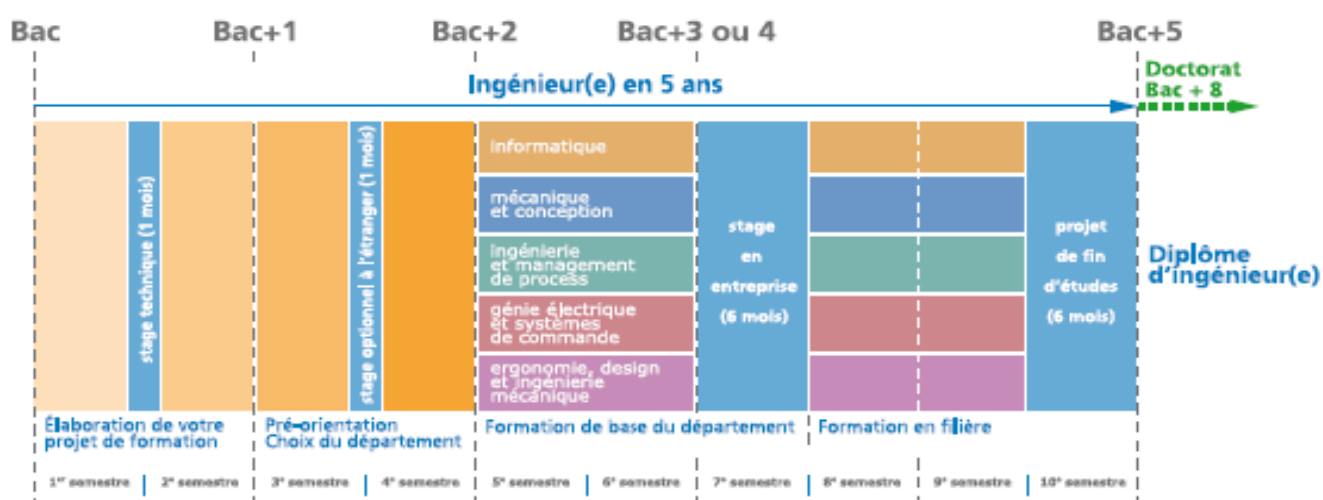 Bac
Bac+1
Bac+2
Bac+3 ou 4
Bac+5
Ingénieur(e) en 5 ans
Doctorat
Bac + 8
stage technique (1 mois)
stage optionnel à l'étranger (1 mois)
informatique
mécanique
et conception
ingénierie
et management
de process
génie électrique
et systèmes
de commande
ergonomie, design
et ingénierie
mécanique
stage
en
entreprise
(6 mois)
projet
de fin
d'études
(6 mois)
Diplôme
d'ingénieur(e)
Élaboration de votre
projet de formation
Pré-orientation
Choix du département
Formation de base du département
Formation en filière
1er semestre
2e semestre
3e semestre
4e semestre
5e semestre
6e semestre
7e semestre
8e semestre
9e semestre
10e semestre